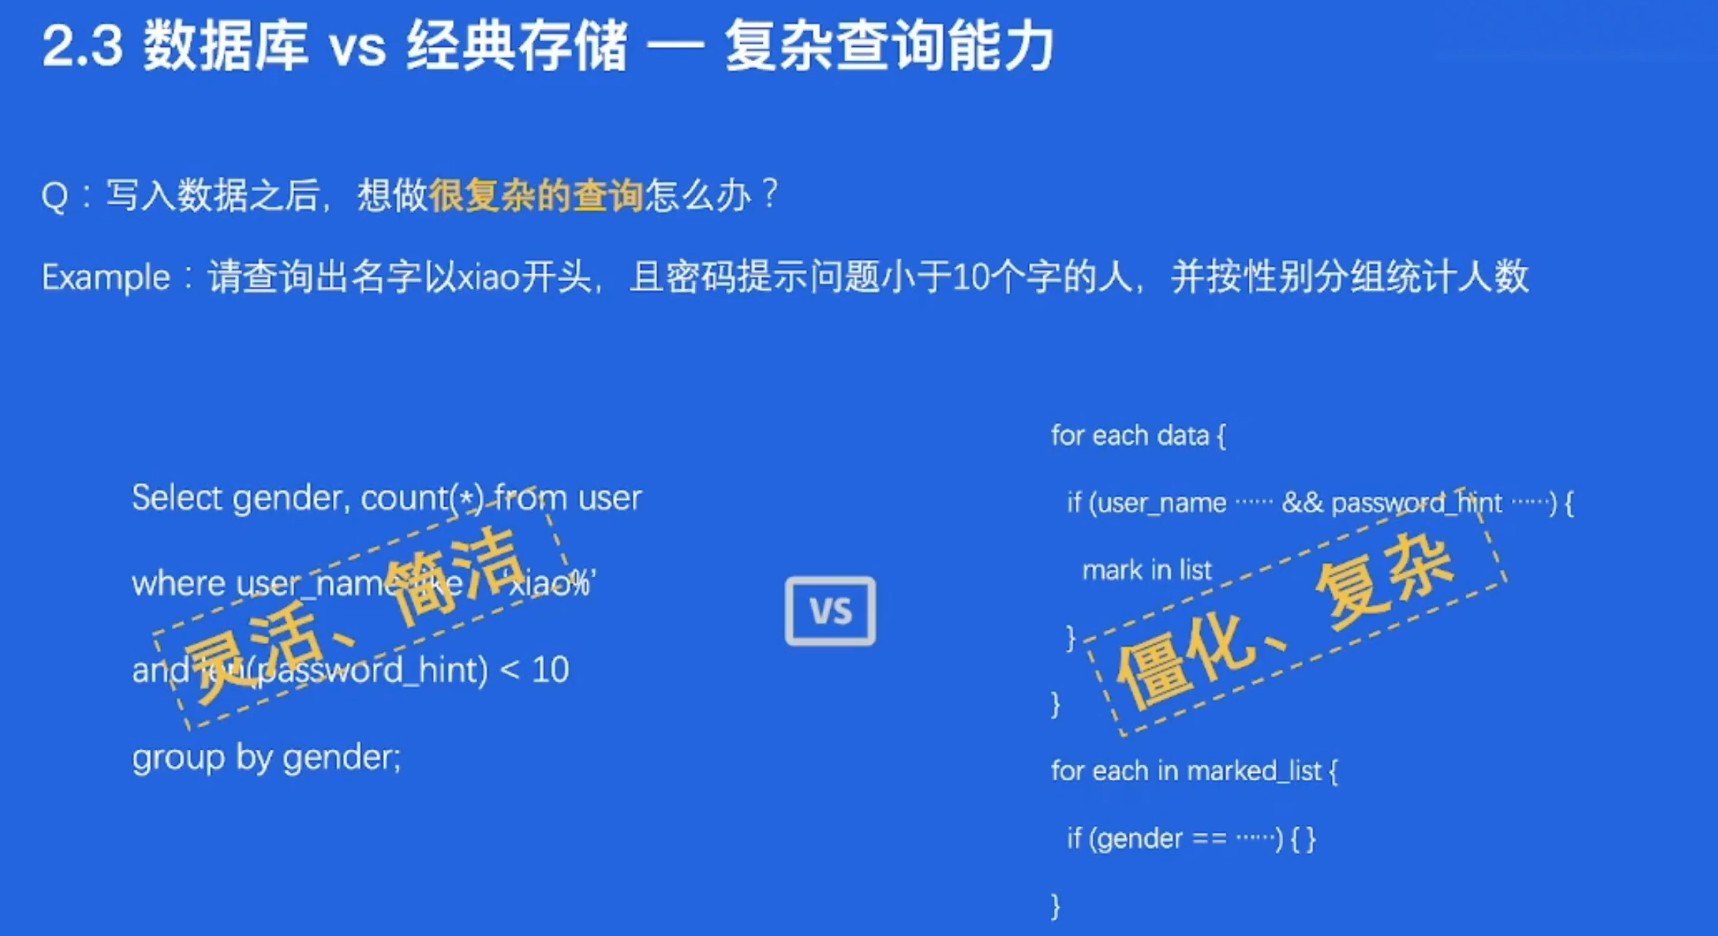 2.3 数据库 vs 经典存储 — 复杂查询能力
Q：写入数据之后，想做很复杂的查询怎么办？
Example：请查询出名字以xiao开头，且密码提示问题小于10个字的人，并按性别分组统计人数
Select gender, count(*) from user
where user_name like 'xiao%'
and len(password_hint) < 10
group by gender;
灵活、简洁
VS
for each data {
if (user_name ······ && password_hint ······) {
mark in list
}
}
for each in marked_list {
if (gender == ······) { }
}
僵化、复杂